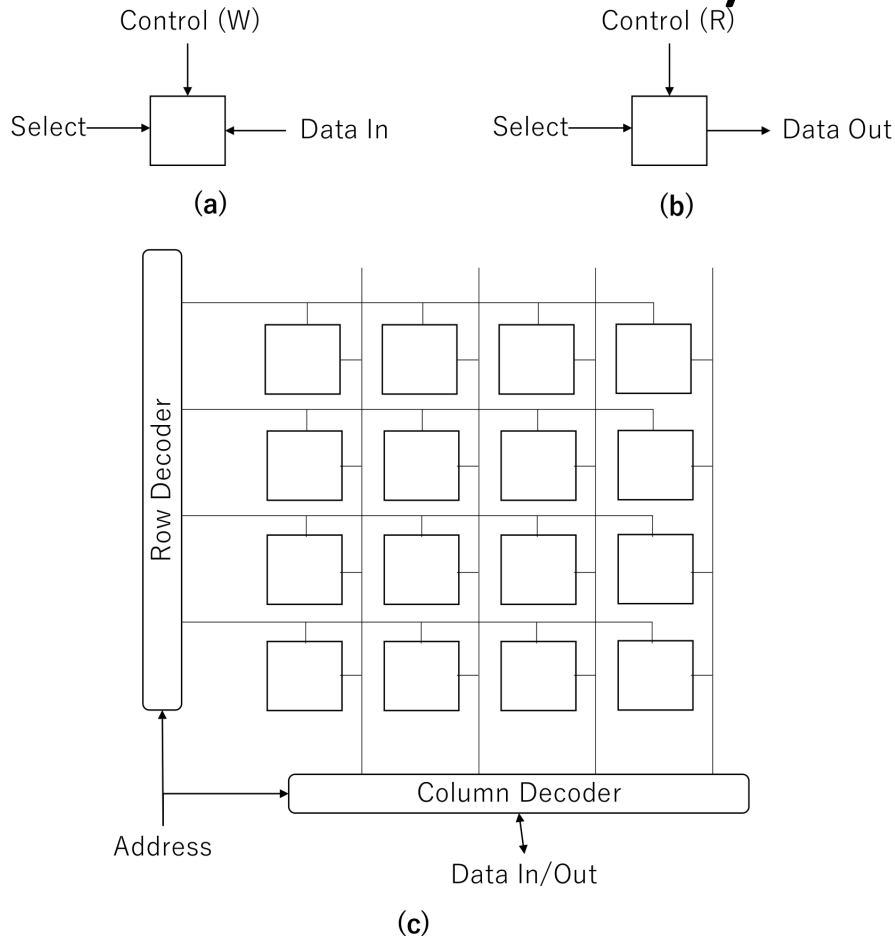 Control (W)
Control (R)
Select
Data In
Select
Data Out
(a)
(b)
Row Decoder
Column Decoder
Address
Data In/Out
(c)